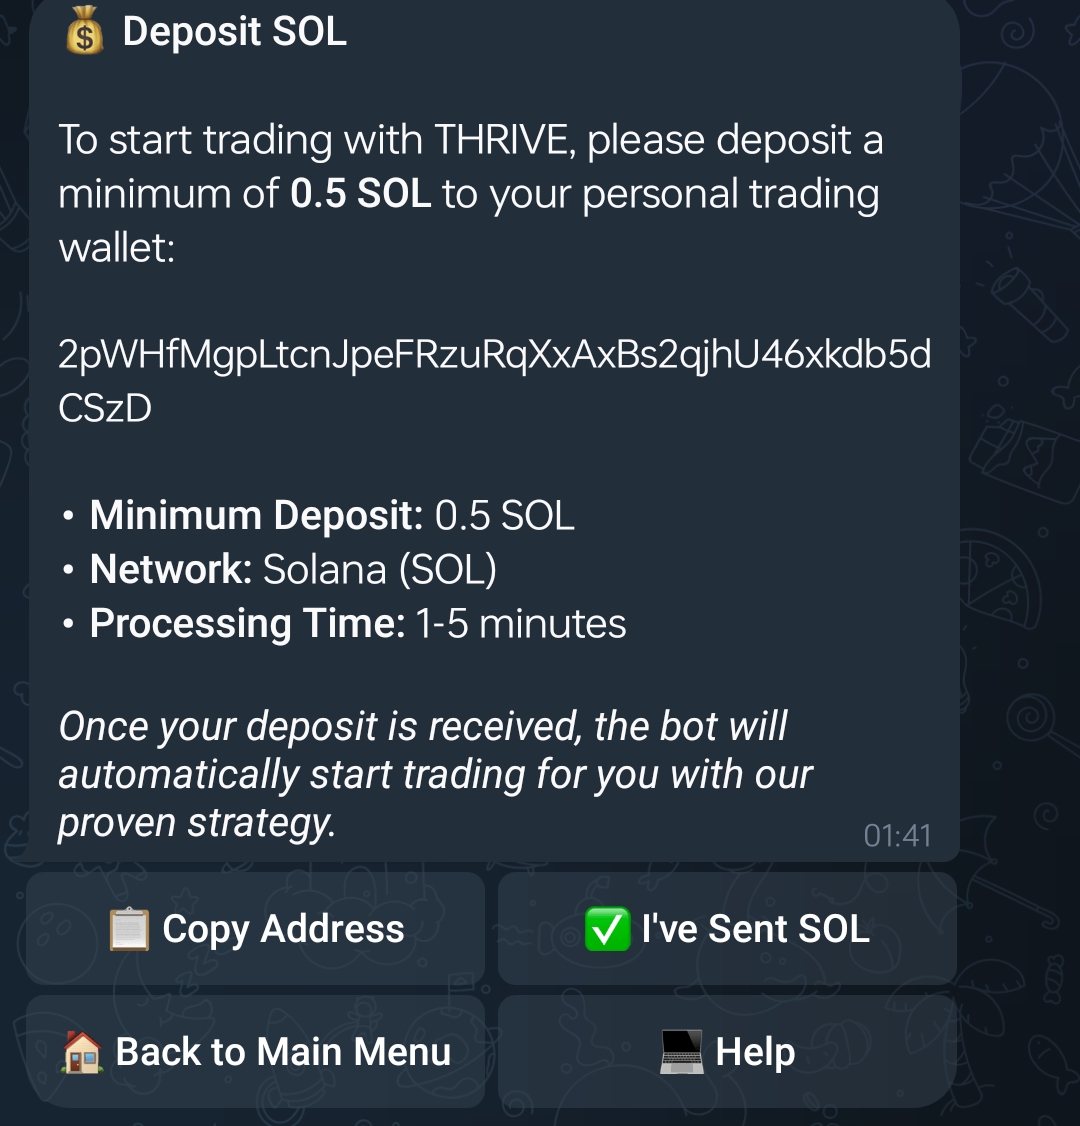 💰 Deposit SOL
To start trading with THRIVE, please deposit a
minimum of 0.5 SOL to your personal trading
wallet:
2pWHfMgpLtcnJpeFRzuRqXxAxBs2qjhU46xkdb5d
CSzD
• Minimum Deposit: 0.5 SOL
• Network: Solana (SOL)
• Processing Time: 1-5 minutes
Once your deposit is received, the bot will
automatically start trading for you with our
proven strategy.
01:41
📋 Copy Address
✅ I've Sent SOL
🏠 Back to Main Menu
💻 Help